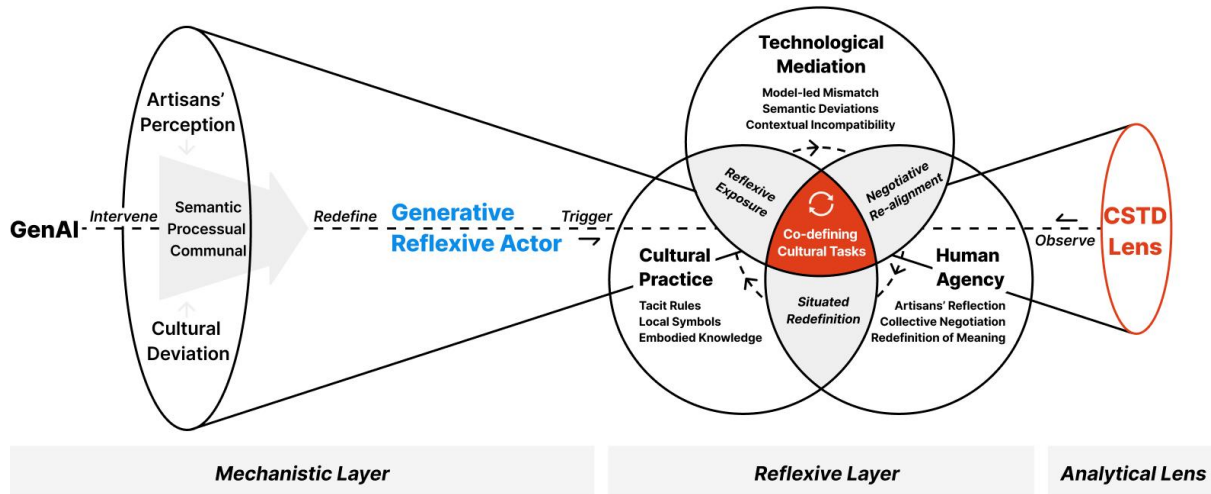 GenAI
Intervene
Artisans'
Perception
Semantic
Processual
Communal
Cultural
Deviation
Redefine
Generative
Reflexive Actor
Trigger
Technological
Mediation
Model-led Mismatch
Semantic Deviations
Contextual Incompatibility
Reflexive
Exposure
Negotiative
Re-alignment
Co-defining
Cultural Tasks
Cultural
Practice
Tacit Rules
Local Symbols
Embodied Knowledge
Situated
Redefinition
Human
Agency
Artisans' Reflection
Collective Negotiation
Redefinition of Meaning
Observe
CSTD
Lens
Mechanistic Layer
Reflexive Layer
Analytical Lens